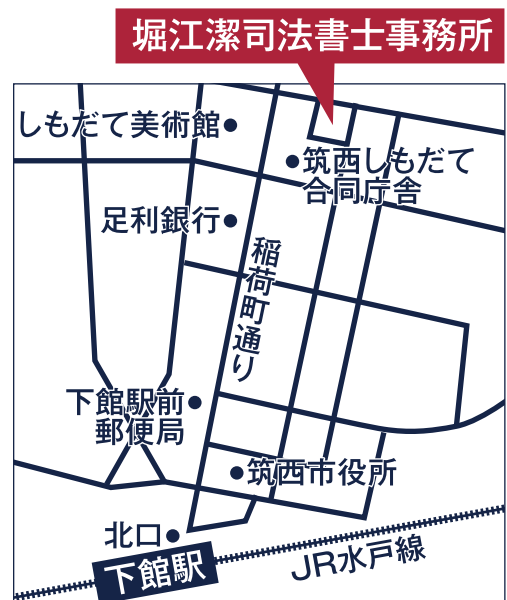 堀江潔司法書士事務所
しもだて美術館
筑西しもだて
合同庁舎
足利銀行
稲荷町通り
下館駅前
郵便局
筑西市役所
北口
下館駅
JR水戸線